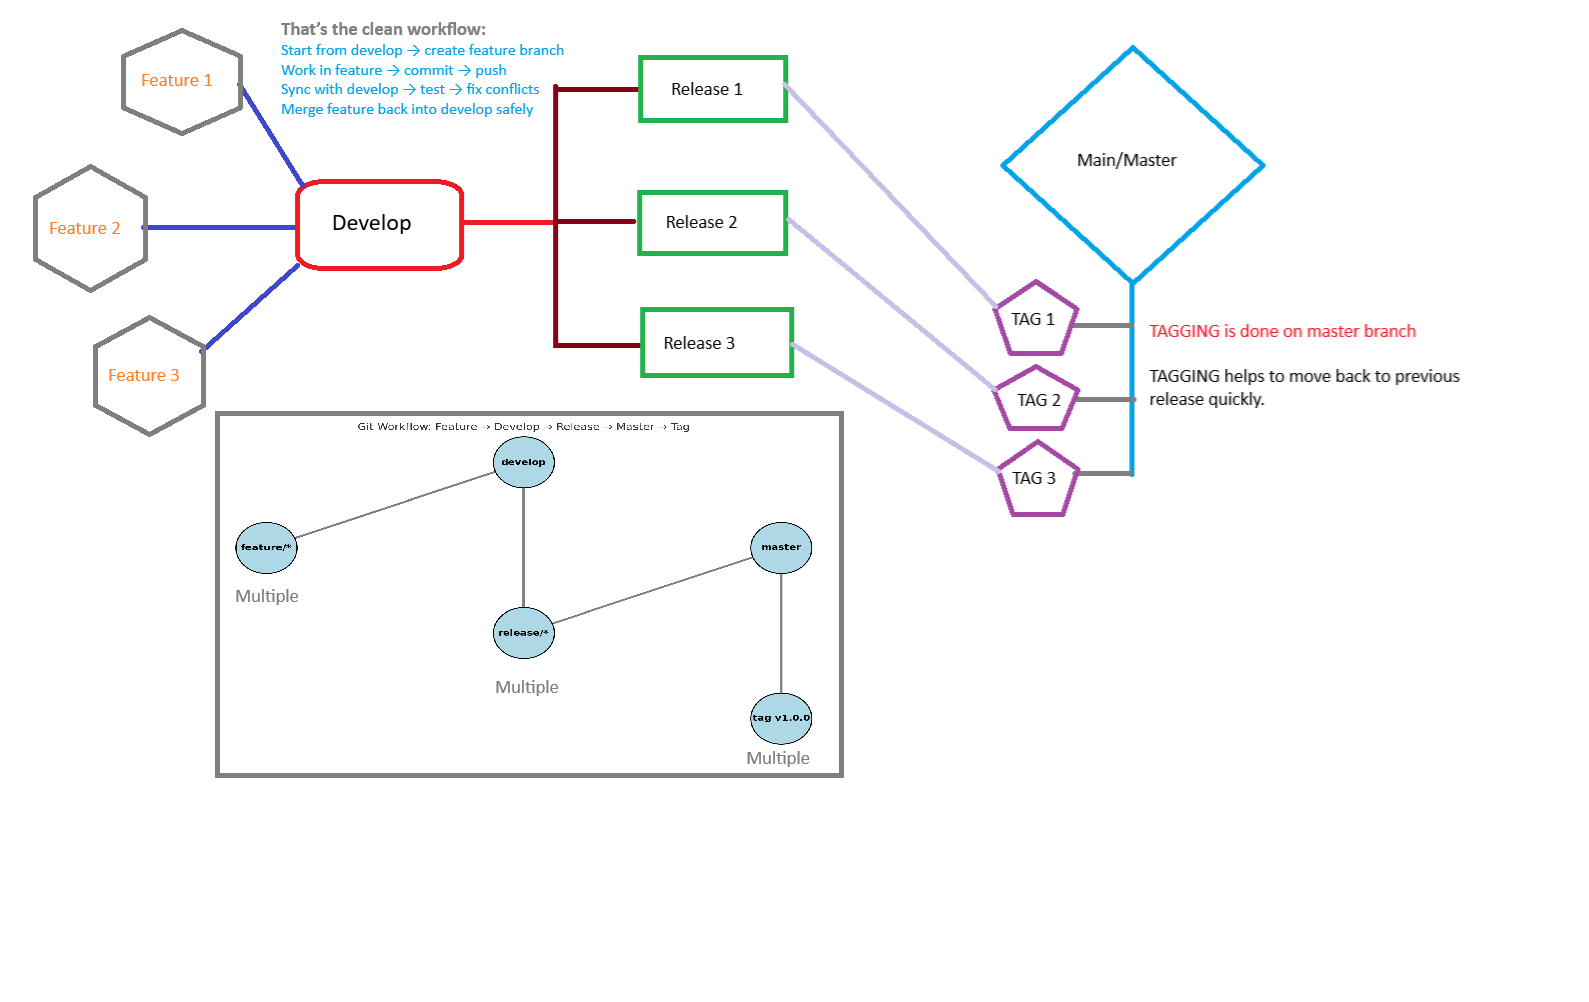 That's the clean workflow:
Start from develop → create feature branch
Work in feature → commit → push
Sync with develop → test → fix conflicts
Merge feature back into develop safely
Feature 1
Feature 2
Feature 3
Develop
Release 1
Release 2
Release 3
Main/Master
TAG 1
TAG 2
TAG 3
TAGGING is done on master branch
TAGGING helps to move back to previous
release quickly.
Git Workflow: Feature → Develop → Release → Master → Tag
develop
feature/*
Multiple
master
release/*
Multiple
tag v1.0.0
Multiple